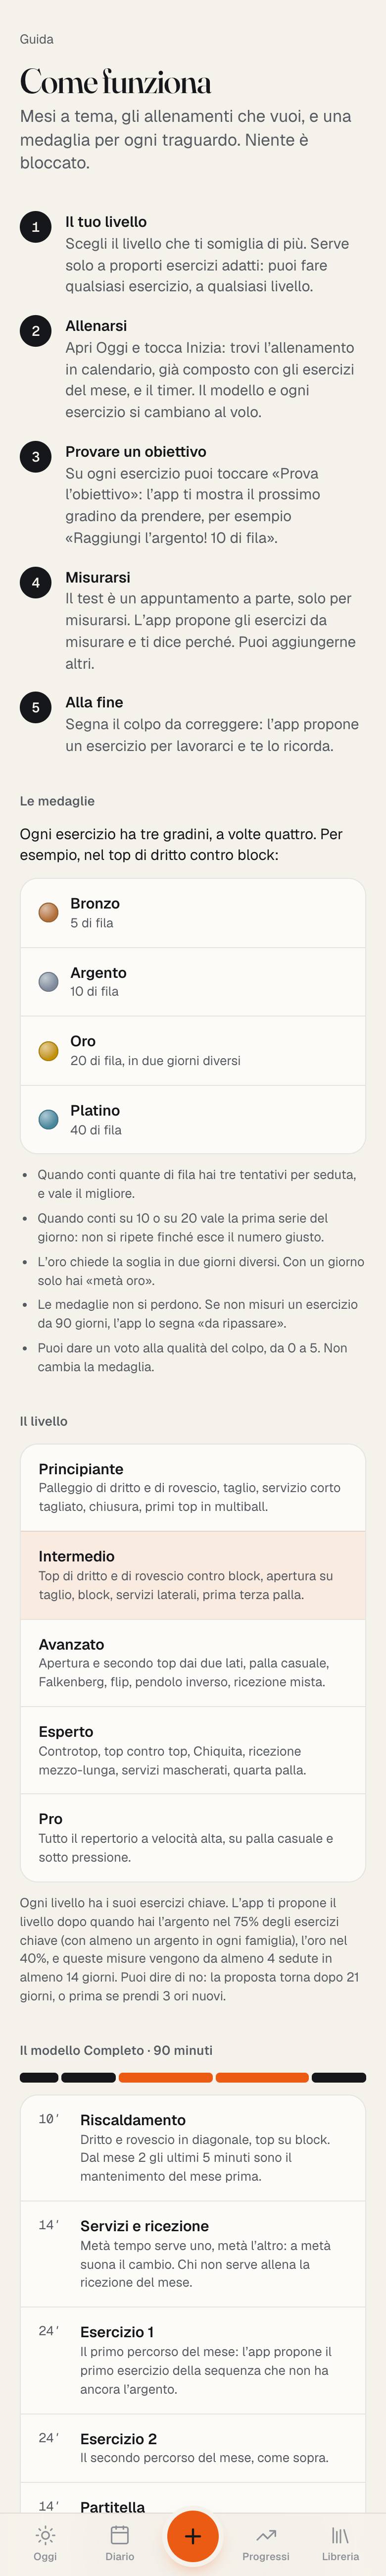 Guida
Come funziona
Mesi a tema, gli allenamenti che vuoi, e una
medaglia per ogni traguardo. Niente è
bloccato.
1
Il tuo livello
Scegli il livello che ti somiglia di più. Serve
solo a proporti esercizi adatti: puoi fare
qualsiasi esercizio, a qualsiasi livello.
2
Allenarsi
Apri Oggi e tocca Inizia: trovi l’allenamento
in calendario, già composto con gli esercizi
del mese, e il timer. Il modello e ogni
esercizio si cambiano al volo.
3
Provare un obiettivo
Su ogni esercizio puoi toccare «Prova
l’obiettivo»: l’app ti mostra il prossimo
gradino da prendere, per esempio
«Raggiungi l’argento! 10 di fila».
4
Misurarsi
Il test è un appuntamento a parte, solo per
misurarsi. L’app propone gli esercizi da
misurare e ti dice perché. Puoi aggiungerne
altri.
5
Alla fine
Segna il colpo da correggere: l’app propone
un esercizio per lavorarci e te lo ricorda.
Le medaglie
Ogni esercizio ha tre gradini, a volte quattro. Per
esempio, nel top di dritto contro block:
Bronzo
5 di fila
Argento
10 di fila
Oro
20 di fila, in due giorni diversi
Platino
40 di fila
• Quando conti quante di fila hai tre tentativi per seduta,
e vale il migliore.
• Quando conti su 10 o su 20 vale la prima serie del
giorno: non si ripete finché esce il numero giusto.
• L’oro chiede la soglia in due giorni diversi. Con un giorno
solo hai «metà oro».
• Le medaglie non si perdono. Se non misuri un esercizio
da 90 giorni, l’app lo segna «da ripassare».
• Puoi dare un voto alla qualità del colpo, da 0 a 5. Non
cambia la medaglia.
Il livello
Principiante
Palleggio di dritto e di rovescio, taglio, servizio corto
tagliato, chiusura, primi top in multiball.
Intermedio
Top di dritto e di rovescio contro block, apertura su
taglio, block, servizi laterali, prima terza palla.
Avanzato
Apertura e secondo top dai due lati, palla casuale,
Falkenberg, flip, pendolo inverso, ricezione mista.
Esperto
Controtop, top contro top, Chiquita, ricezione
mezzo-lunga, servizi mascherati, quarta palla.
Pro
Tutto il repertorio a velocità alta, su palla casuale e
sotto pressione.
Ogni livello ha i suoi esercizi chiave. L’app ti propone il
livello dopo quando hai l’argento nel 75% degli esercizi
chiave (con almeno un argento in ogni famiglia), l’oro nel
40%, e queste misure vengono da almeno 4 sedute in
almeno 14 giorni. Puoi dire di no: la proposta torna dopo 21
giorni, o prima se prendi 3 ori nuovi.
Il modello Completo · 90 minuti
10′
Riscaldamento
Dritto e rovescio in diagonale, top su block.
Dal mese 2 gli ultimi 5 minuti sono il
mantenimento del mese prima.
14′
Servizi e ricezione
Metà tempo serve uno, metà l’altro: a metà
suona il cambio. Chi non serve allena la
ricezione del mese.
24′
Esercizio 1
Il primo percorso del mese: l’app propone il
primo esercizio della sequenza che non ha
ancora l’argento.
24′
Esercizio 2
Il secondo percorso del mese, come sopra.
14′
Partitella
Oggi
Diario
+
Progressi
Libreria